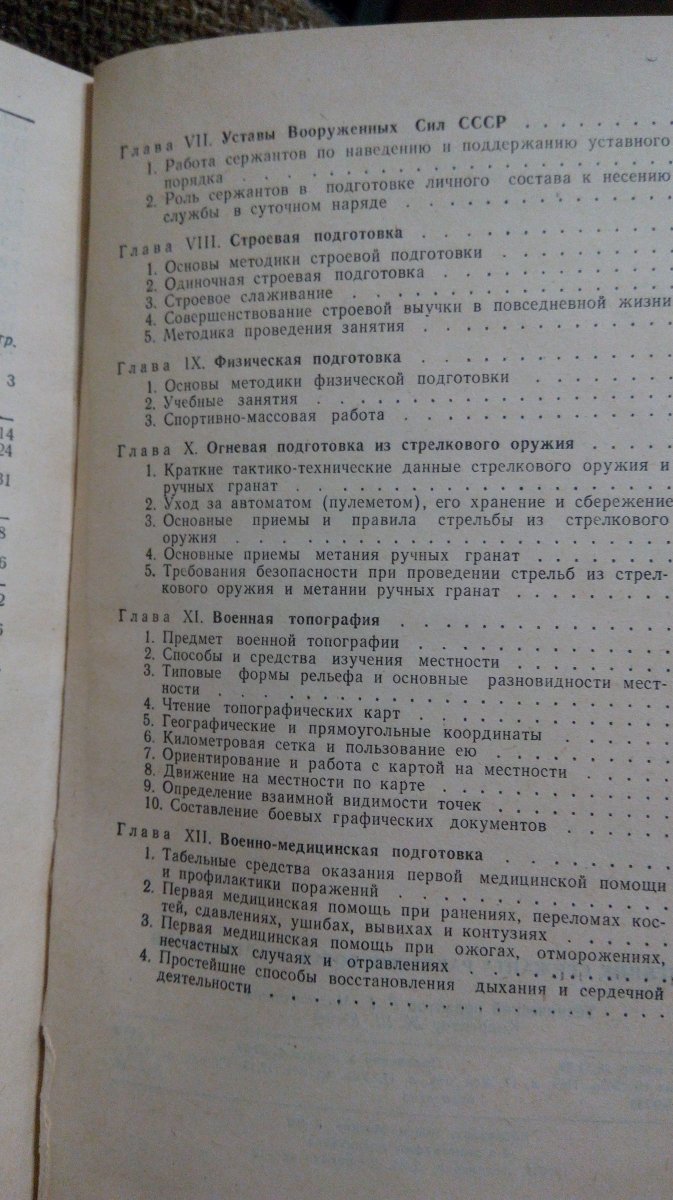 тр.
3
14
24
31
8
6
2
6
Глава VII. Уставы Вооруженных Сил СССР . . . . . . . . .
1. Работа сержантов по наведению и поддержанию уставного
порядка . . . . . . . . . . . . . . . . . .
2. Роль сержантов в подготовке личного состава к несению
службы в суточном наряде . . . . . . . . . . . . .
Глава VIII. Строевая подготовка . . . . . . . . . . . .
1. Основы методики строевой подготовки . . . . . . . . .
2. Одиночная строевая подготовка . . . . . . . . . . . .
3. Строевое слаживание . . . . . . . . . . . . . . .
4. Совершенствование строевой выучки в повседневной жизни
5. Методика проведения занятия . . . . . . . . . . . .
Глава IX. Физическая подготовка . . . . . . . . . . . .
1. Основы методики физической подготовки . . . . . . .
2. Учебные занятия . . . . . . . . . . . . . . . . .
3. Спортивно-массовая работа . . . . . . . . . . . . .
Глава X. Огневая подготовка из стрелкового оружия . . . . .
1. Краткие тактико-технические данные стрелкового оружия и
ручных гранат . . . . . . . . . . . . . . . . .
2. Уход за автоматом (пулеметом), его хранение и сбережение
3. Основные приемы и правила стрельбы из стрелкового
оружия . . . . . . . . . . . . . . . . . . . .
4. Основные приемы метания ручных гранат . . . . . . .
5. Требования безопасности при проведении стрельб из стрел-
кового оружия и метании ручных гранат . . . . . . . .
Глава XI. Военная топография . . . . . . . . . . . . .
1. Предмет военной топографии . . . . . . . . . . . .
2. Способы и средства изучения местности . . . . . . . .
3. Типовые формы рельефа и основные разновидности мест-
ности . . . . . . . . . . . . . . . . . . . .
4. Чтение топографических карт . . . . . . . . . . . .
5. Географические и прямоугольные координаты . . . . . .
6. Километровая сетка и пользование ею . . . . . . . . .
7. Ориентирование и работа с картой на местности . . . . .
8. Движение на местности по карте . . . . . . . . . . .
9. Определение взаимной видимости точек . . . . . . . .
10. Составление боевых графических документов . . . . . .
Глава XII. Военно-медицинская подготовка . . . . . . . .
1. Табельные средства оказания первой медицинской помощи
и профилактики поражений . . . . . . . . . . . . .
2. Первая медицинская помощь при ранениях, переломах кос-
тей, сдавлениях, ушибах, вывихах и контузиях . . . . . .
3. Первая медицинская помощь при ожогах, отморожениях,
несчастных случаях и отравлениях . . . . . . . . . .
4. Простейшие способы восстановления дыхания и сердечной
деятельности . . . . . . . . . . . . . . . . . .